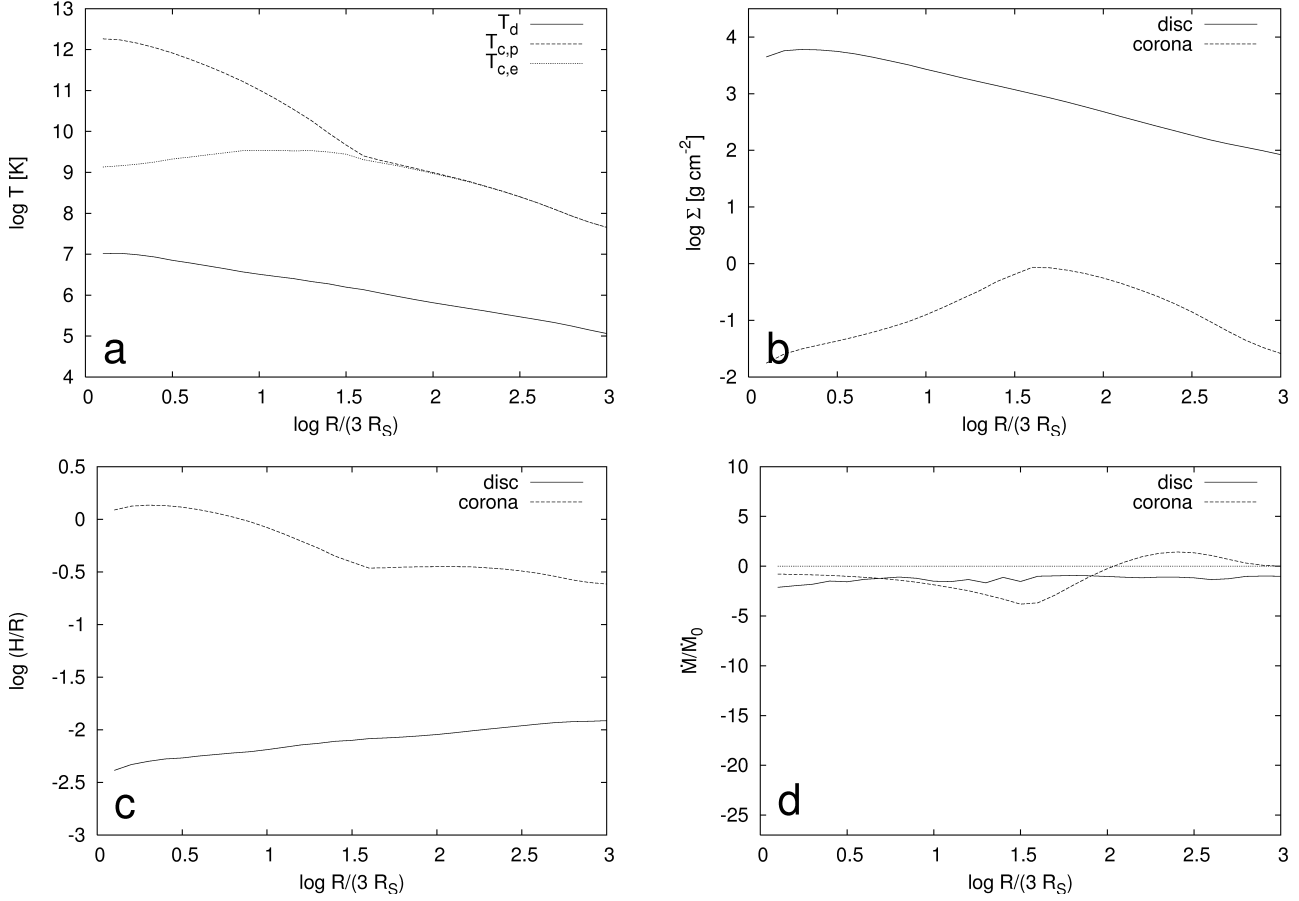 13
12
11
10
9
8
7
6
5
4
log T [K]
T_d
T_{c,p}
T_{c,e}
a
0 0.5 1 1.5 2 2.5 3
log R/(3 R_S)
4
3
2
1
0
-1
-2
log Σ [g cm^{-2}]
disc
corona
b
0 0.5 1 1.5 2 2.5 3
log R/(3 R_S)
0.5
0
-0.5
-1
-1.5
-2
-2.5
-3
log (H/R)
disc
corona
c
0 0.5 1 1.5 2 2.5 3
log R/(3 R_S)
10
5
0
-5
-10
-15
-20
-25
Ṁ/Ṁ_0
disc
corona
d
0 0.5 1 1.5 2 2.5 3
log R/(3 R_S)